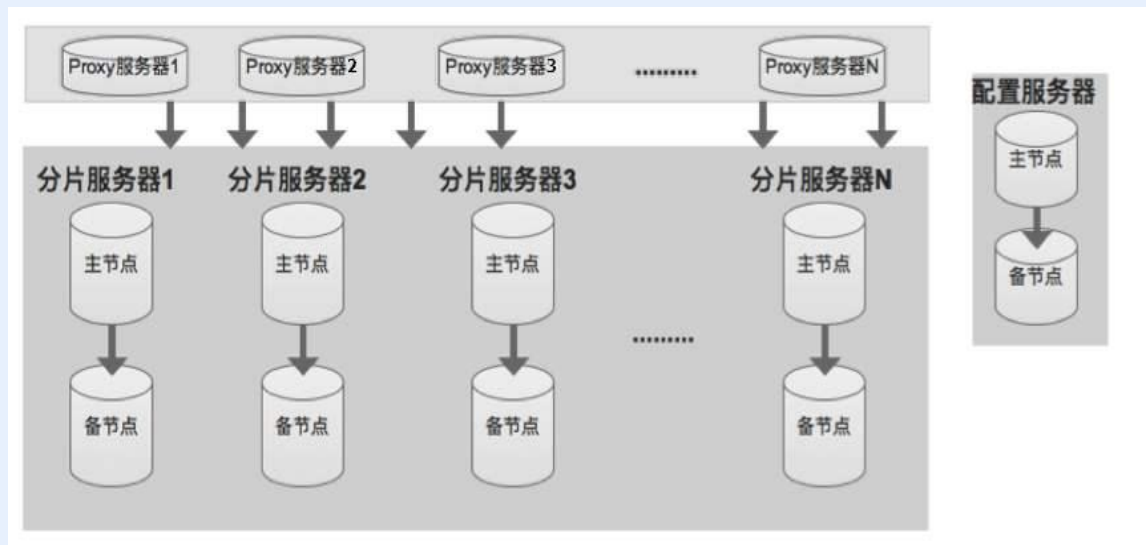 Proxy服务器1
Proxy服务器2
Proxy服务器3
.........
Proxy服务器N
配置服务器
主节点
备节点
分片服务器1
分片服务器2
分片服务器3
分片服务器N
主节点
主节点
主节点
主节点
.........
备节点
备节点
备节点
备节点